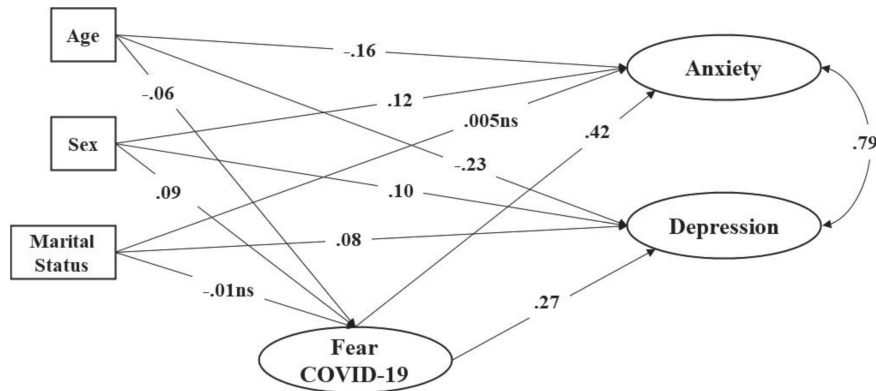 Age
-.16
Anxiety
-.06
.12
.005ns
.42
Sex
.79
-.23
.09
.10
Marital
Status
.08
Depression
-.01ns
.27
Fear
COVID-19